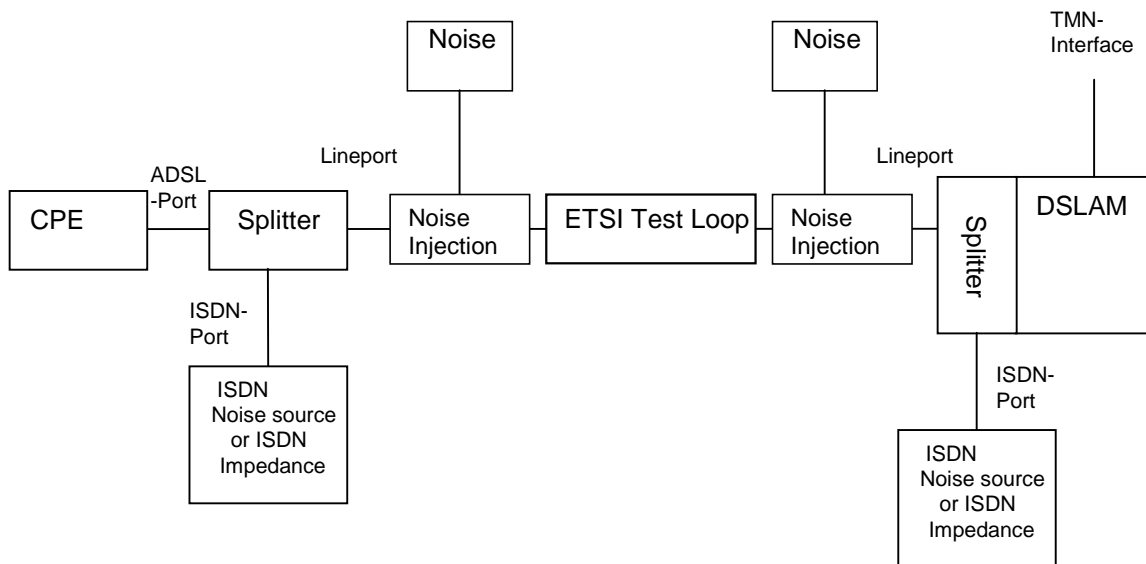 Noise
Noise
TMN-
Interface
Lineport
Lineport
ADSL
-Port
CPE
Splitter
Noise
Injection
ETSI Test Loop
Noise
Injection
Splitter
DSLAM
ISDN-
Port
ISDN
Noise source
or ISDN
Impedance
ISDN-
Port
ISDN
Noise source
or ISDN
Impedance